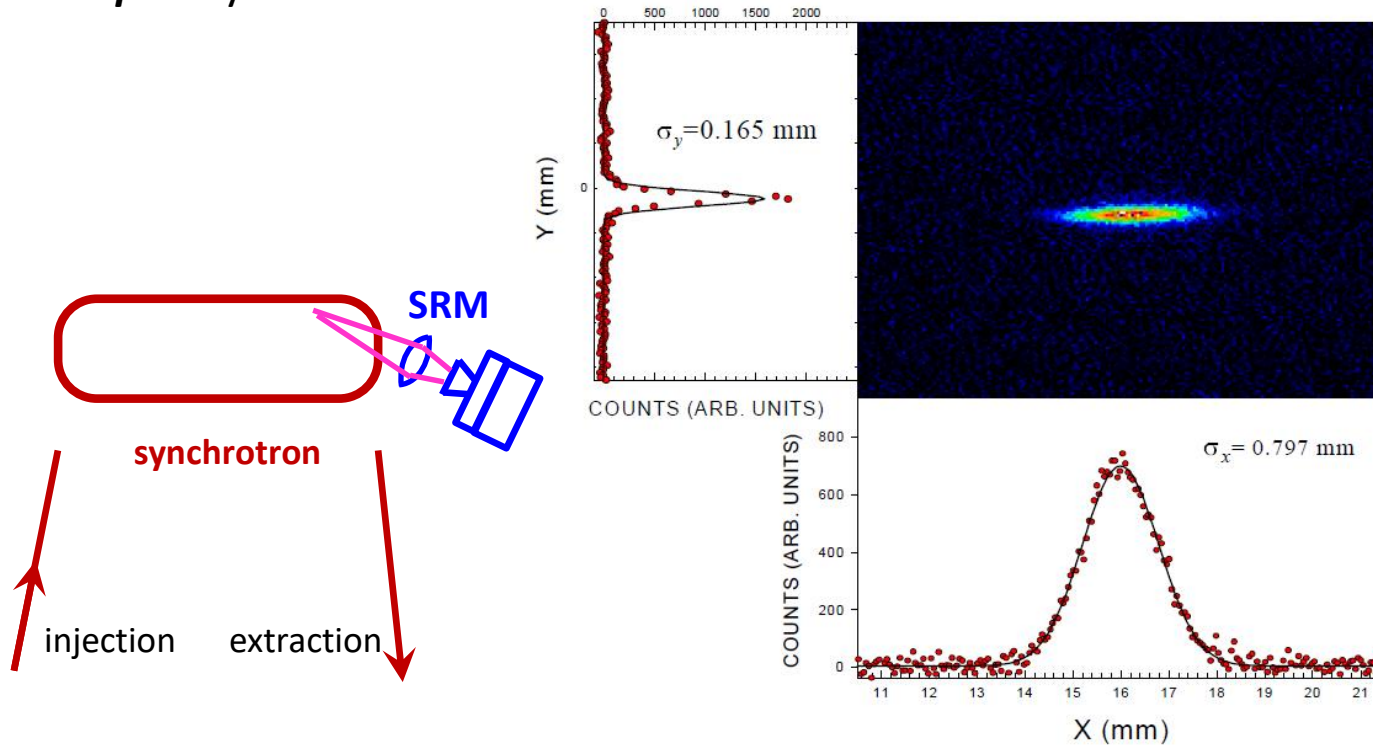 0 500 1000 1500 2000
σy=0.165 mm
Y (mm)
0
SRM
COUNTS (ARB. UNITS)
synchrotron
injection extraction
σx= 0.797 mm
COUNTS (ARB. UNITS)
800
600
400
200
0
11 12 13 14 15 16 17 18 19 20 21
X (mm)